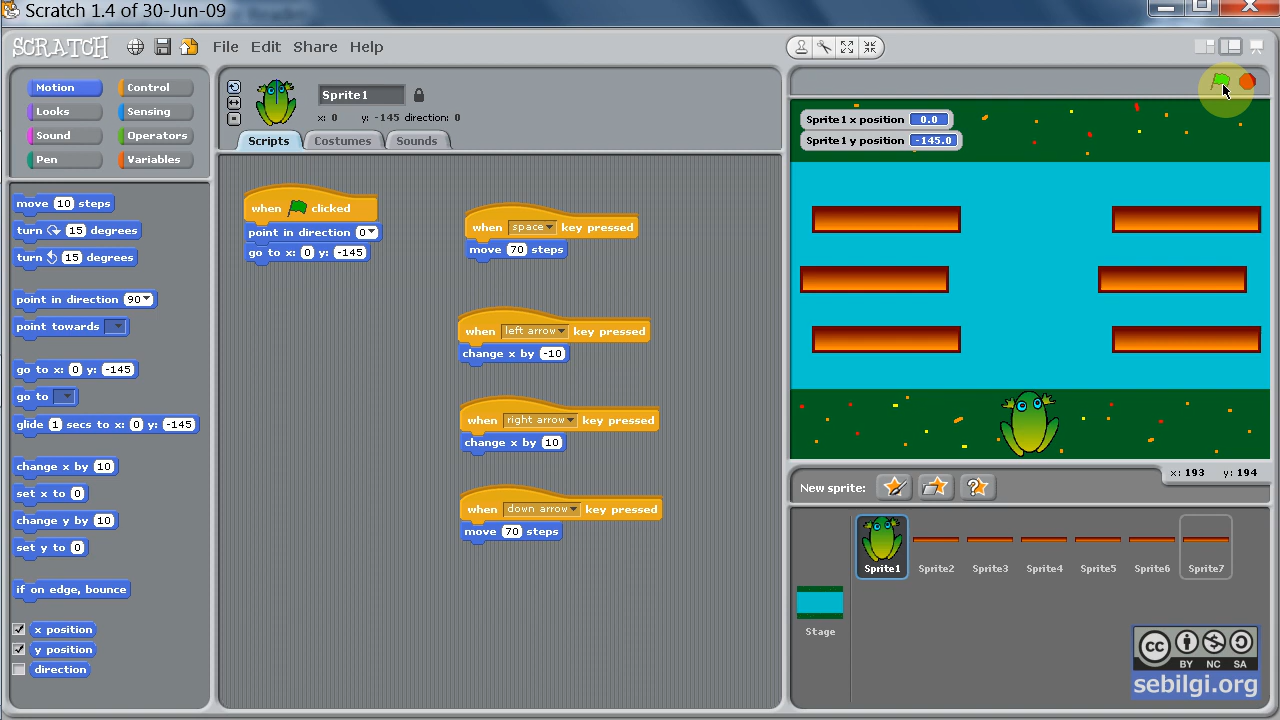 Scratch 1.4 of 30-Jun-09
SCRATCH File Edit Share Help
Motion Control
Looks Sensing
Sound Operators
Pen Variables
move 10 steps
turn 15 degrees
turn 15 degrees
point in direction 90
point towards
go to x: 0 y: -145
go to
glide 1 secs to x: 0 y: -145
change x by 10
set x to 0
change y by 10
set y to 0
if on edge, bounce
x position
y position
direction
Sprite1
x: 0 y: -145 direction: 0
Scripts Costumes Sounds
when clicked
point in direction 0
go to x: 0 y: -145
when space key pressed
move 70 steps
when left arrow key pressed
change x by -10
when right arrow key pressed
change x by 10
when down arrow key pressed
move 70 steps
Sprite1 x position 0.0
Sprite1 y position -145.0
x: 193 y: 194
New sprite:
Sprite1 Sprite2 Sprite3 Sprite4 Sprite5 Sprite6 Sprite7
Stage
cc
BY NC SA
sebilgi.org